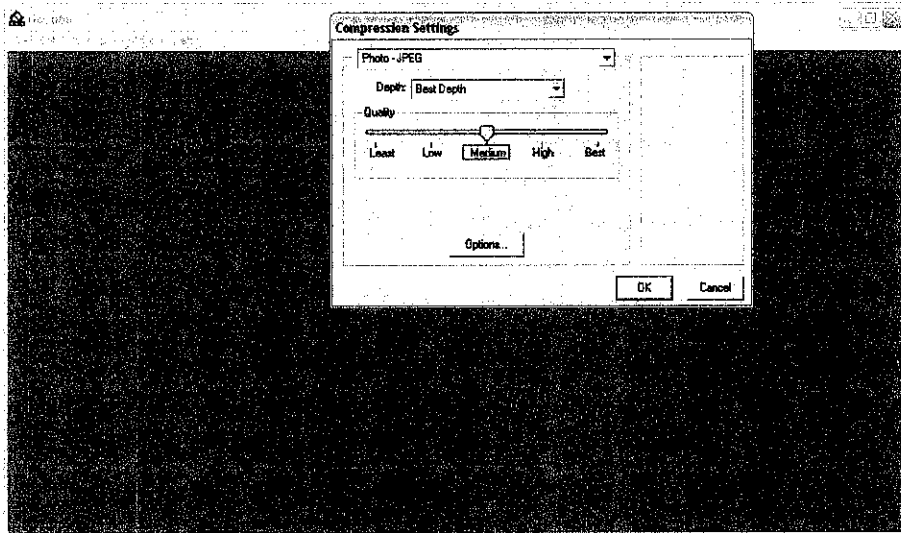 Compression Settings
Photo - JPEG
Depth: Best Depth
Quality
Least Low Medium High Best
Options...
OK Cancel